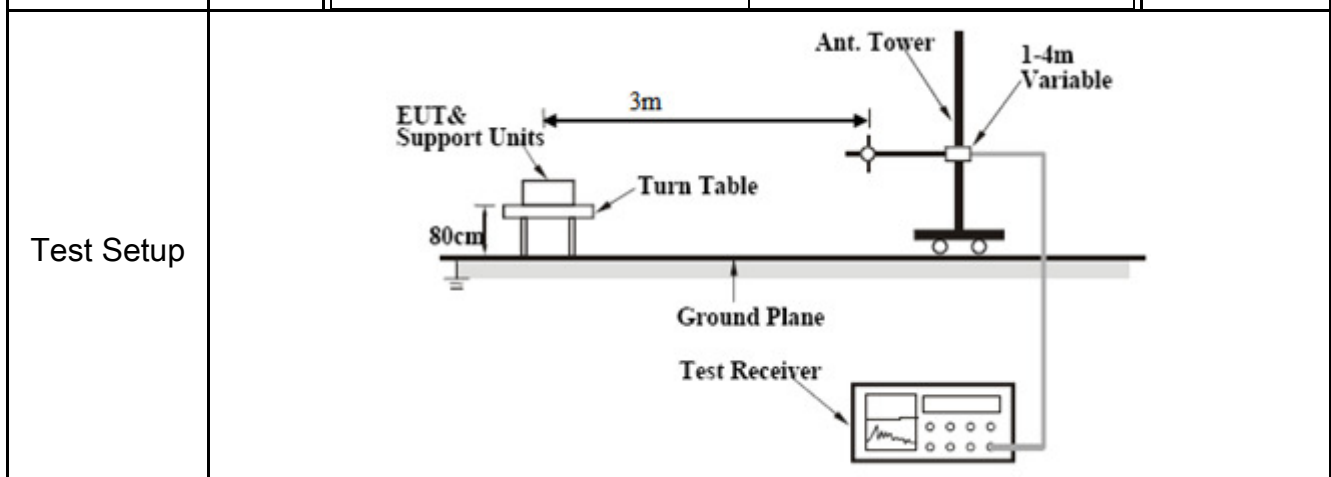 Test Setup
Ant. Tower
1-4m
Variable
3m
EUT&
Support Units
Turn Table
80cm
Ground Plane
Test Receiver